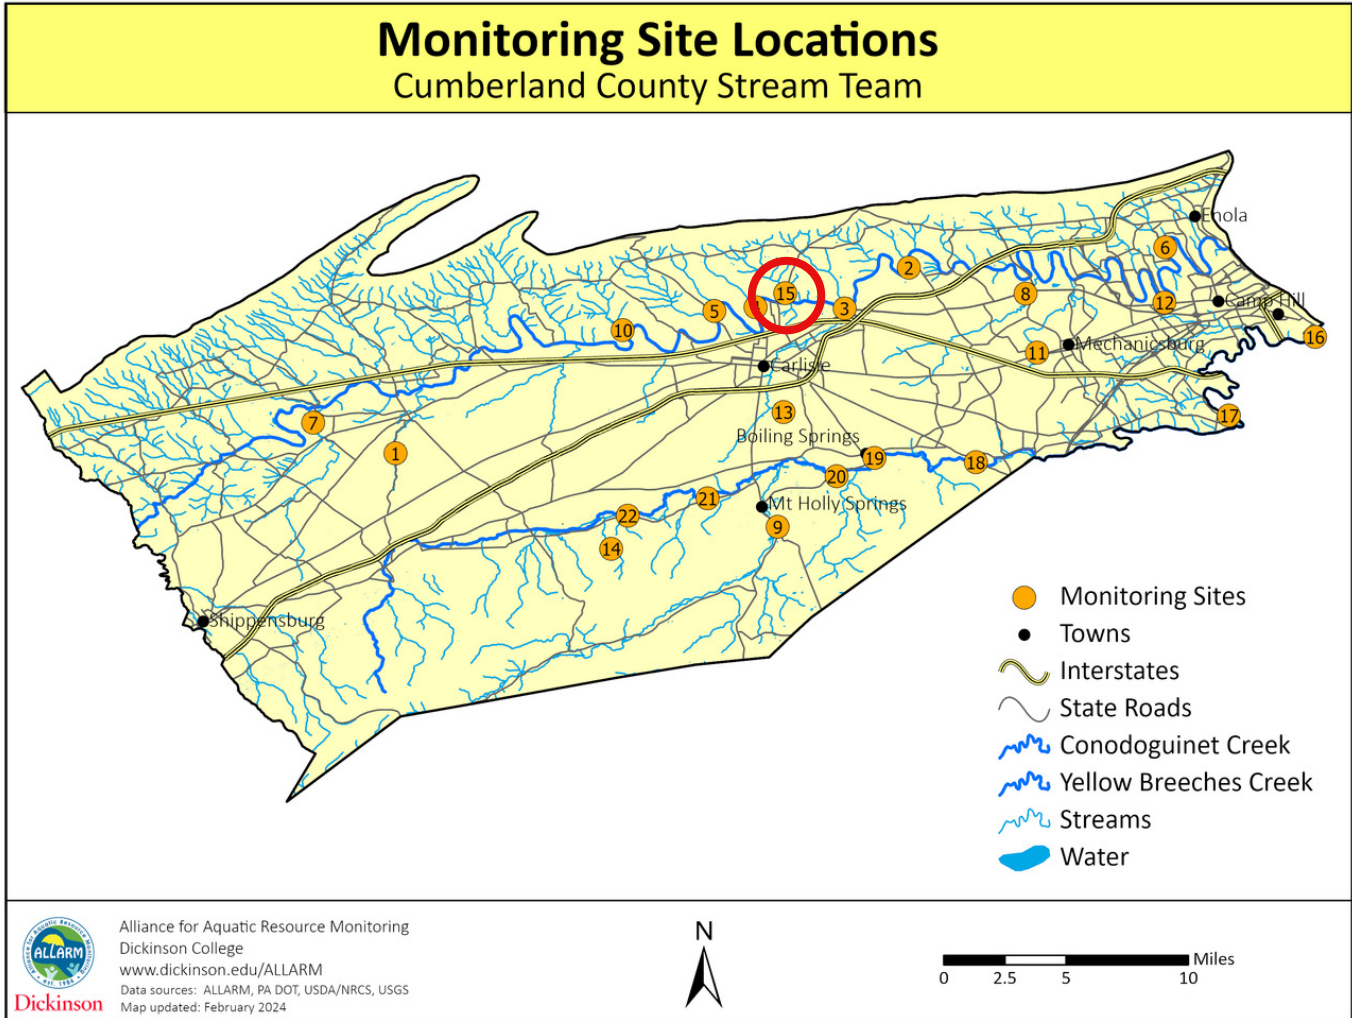 Monitoring Site Locations
Cumberland County Stream Team
Enola
6
2
15
8
5
3
12
Camp Hill
10
16
11
Mechanicsburg
Carlisle
13
17
7
Boiling Springs
1
19
18
20
21
Mt Holly Springs
22
9
14
Shippensburg
Monitoring Sites
Towns
Interstates
State Roads
Conodoguinet Creek
Yellow Breeches Creek
Streams
Water
Alliance for Aquatic Resource Monitoring
Dickinson College
www.dickinson.edu/ALLARM
Data sources: ALLARM, PA DOT, USDA/NRCS, USGS
Map updated: February 2024
ALLARM
Dickinson
N
Miles
0 2.5 5 10